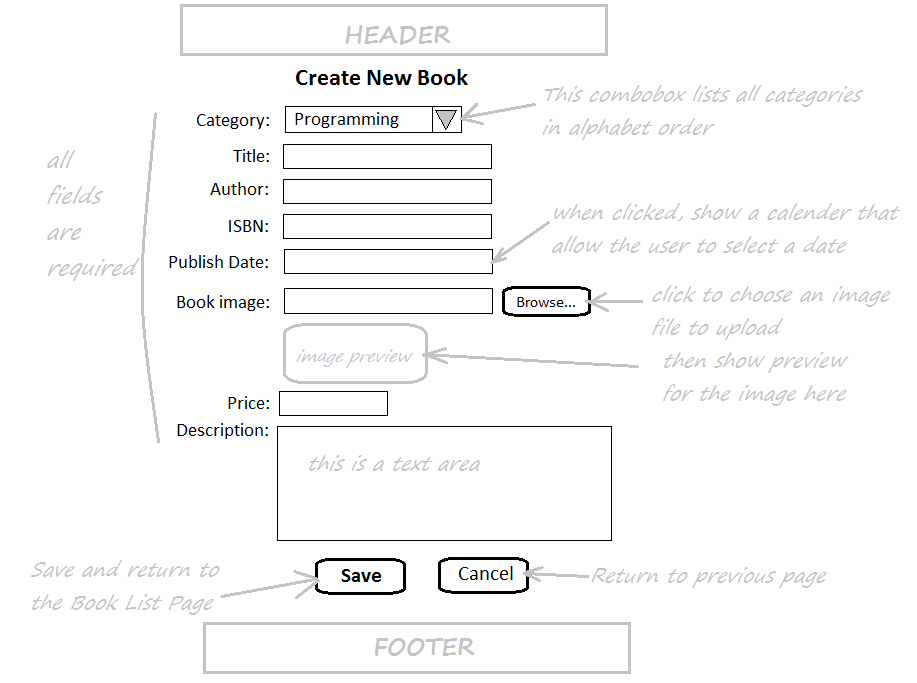 HEADER
Create New Book
Category: Programming
This combobox lists all categories
in alphabet order
all
fields
are
required
Title:
Author:
ISBN:
when clicked, show a calender that
allow the user to select a date
Publish Date:
Book image: Browse...
click to choose an image
file to upload
image preview
then show preview
for the image here
Price:
Description:
this is a text area
Save and return to
the Book List Page
Save
Cancel
Return to previous page
FOOTER